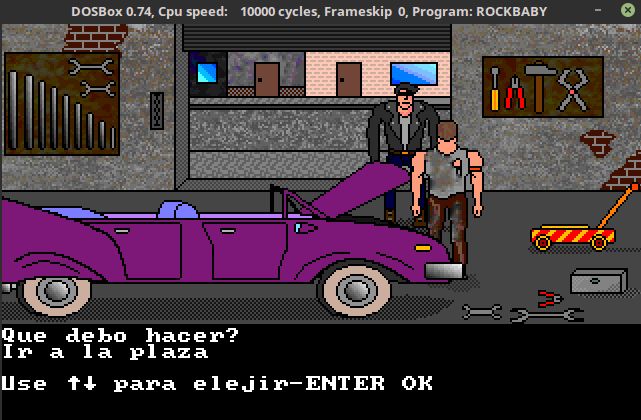 DOSBox 0.74, Cpu speed: 10000 cycles, Frameskip 0, Program: ROCKBABY
Que debo hacer?
Ir a la plaza
Use ↑↓ para elejir-ENTER OK